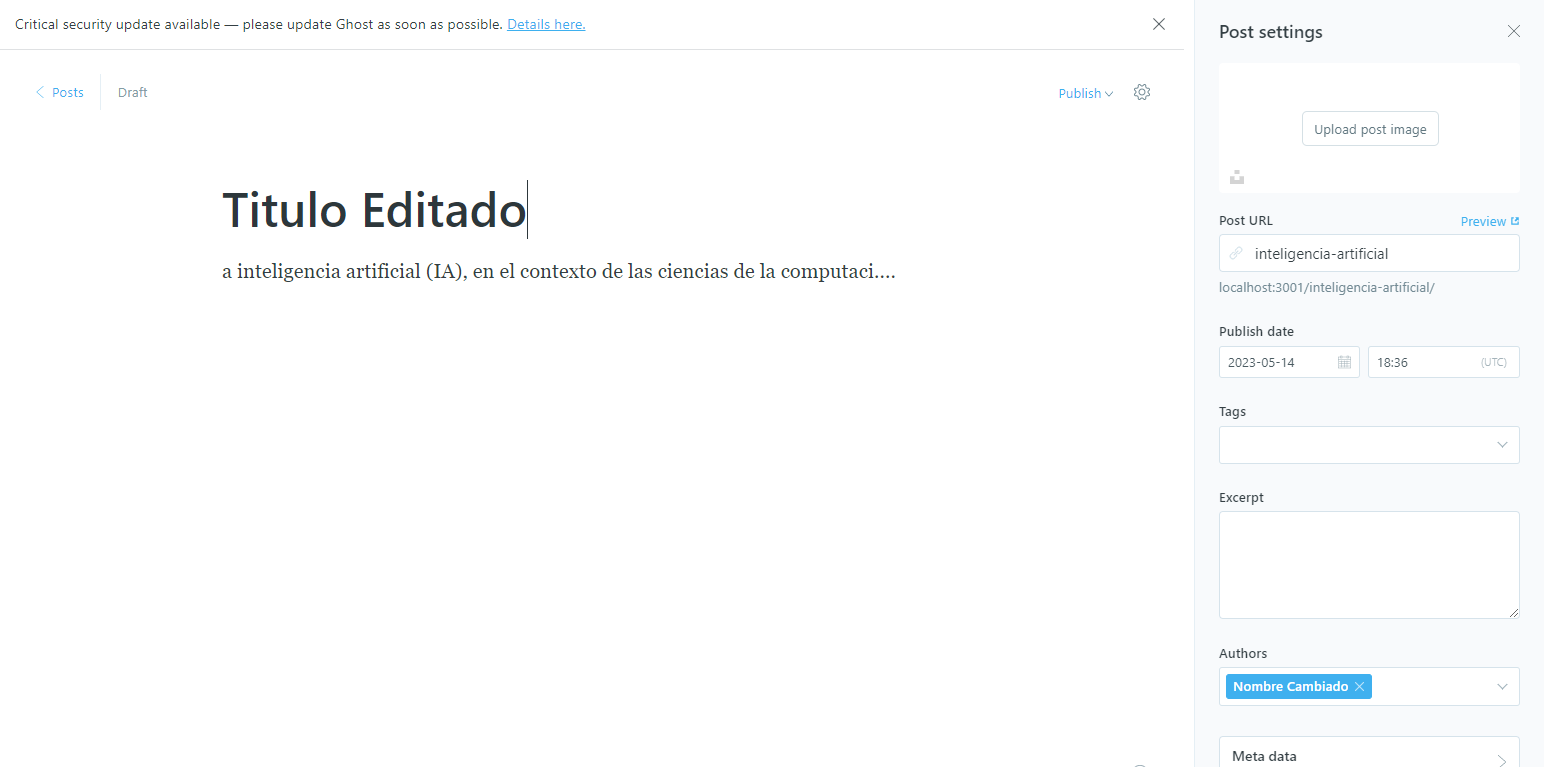 Critical security update available — please update Ghost as soon as possible. Details here.
Posts
Draft
Publish
Titulo Editado
a inteligencia artificial (IA), en el contexto de las ciencias de la computaci....
Post settings
Upload post image
Post URL
Preview
inteligencia-artificial
localhost:3001/inteligencia-artificial/
Publish date
2023-05-14
18:36
(UTC)
Tags
Excerpt
Authors
Nombre Cambiado
Meta data